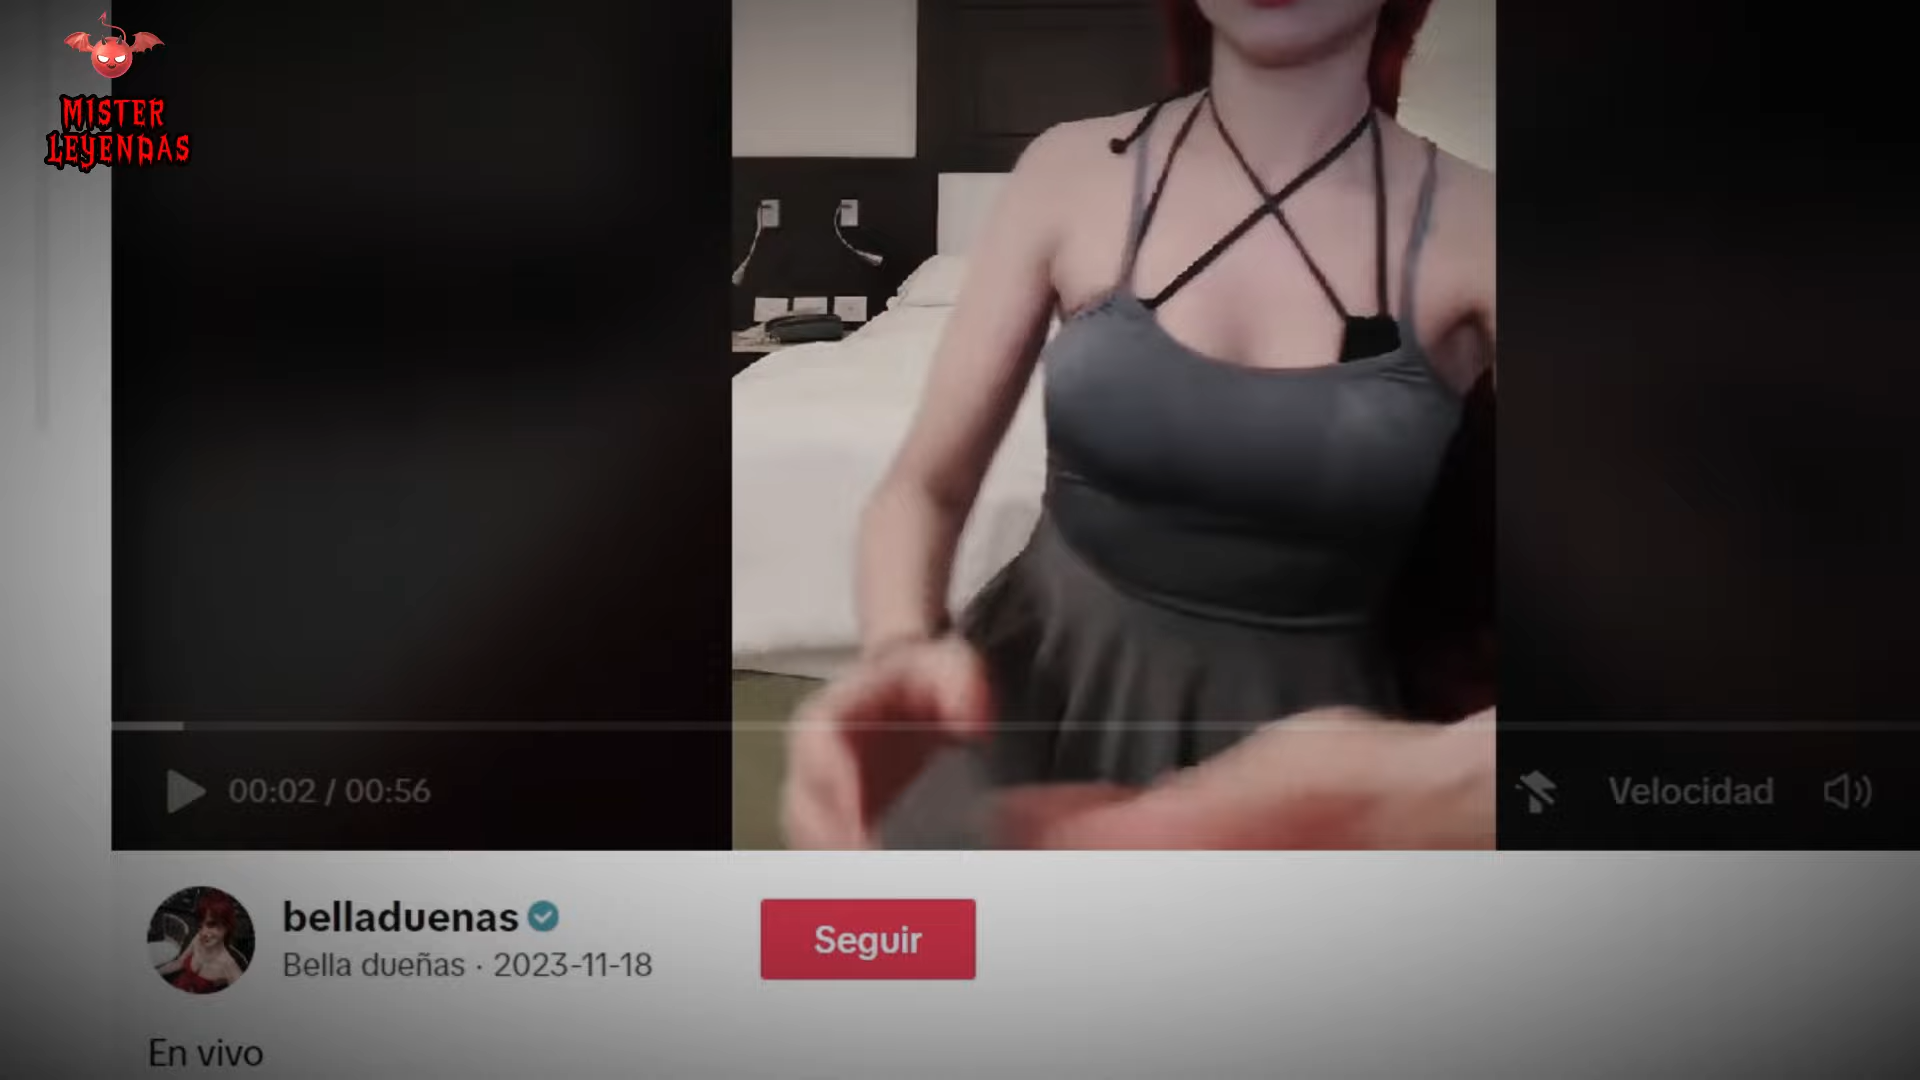 MISTER
LEYENDAS
00:02 / 00:56
Velocidad
belladuenas
Bella dueñas · 2023-11-18
Seguir
En vivo